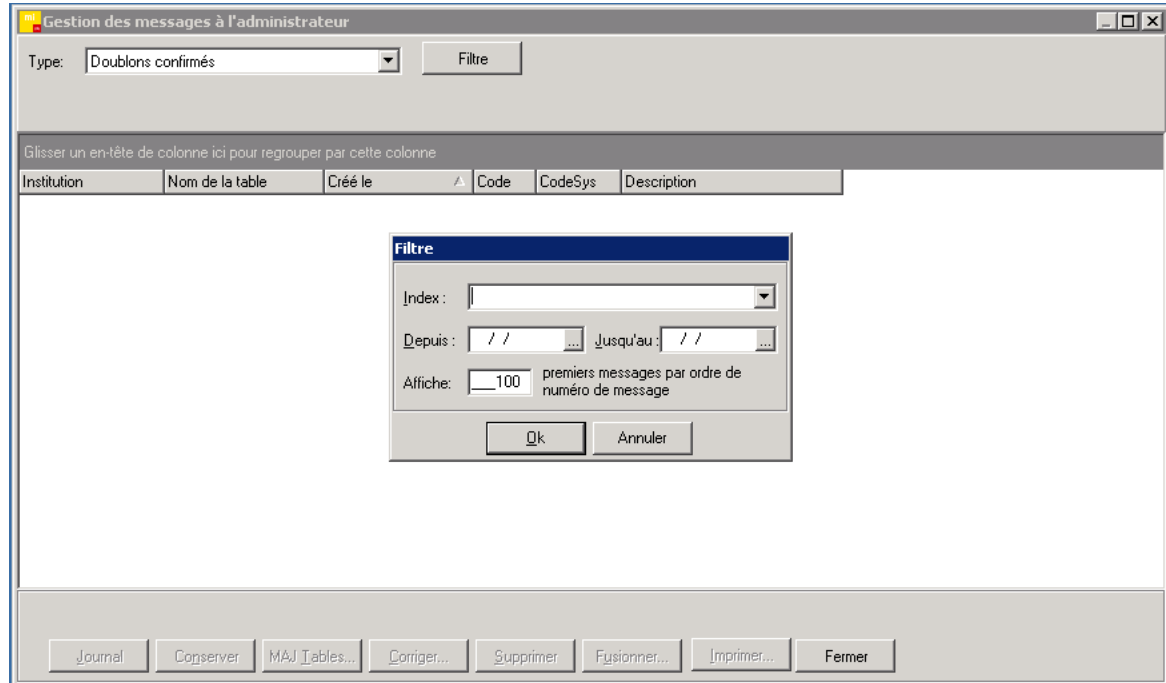 Gestion des messages à l'administrateur
Type: Doublons confirmés Filtre
Glisser un en-tête de colonne ici pour regrouper par cette colonne
Institution Nom de la table Créé le Code CodeSys Description
Filtre
Index :
Depuis : / / ... Jusqu'au : / / ...
Affiche: ___100 premiers messages par ordre de
numéro de message
Ok Annuler
Journal Conserver MAJ Tables... Corriger... Supprimer Fusionner... Imprimer... Fermer